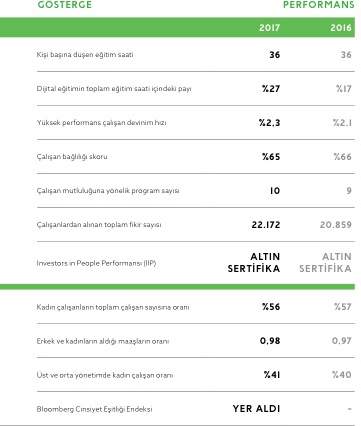 GÖSTERGE PERFORMANS
2017 2016
Kişi başına düşen eğitim saati 36 36
Dijital eğitimin toplam eğitim saati içindeki payı %27 %17
Yüksek performans çalışan devinim hızı %2,3 %2,1
Çalışan bağlılığı skoru %65 %66
Çalışan mutluluğuna yönelik program sayısı 10 9
Çalışanlardan alınan toplam fikir sayısı 22.172 20.859
Investors in People Performansı (IIP) ALTIN SERTİFİKA ALTIN SERTİFİKA
Kadın çalışanların toplam çalışan sayısına oranı %56 %57
Erkek ve kadınların aldığı maaşların oranı 0,98 0,97
Üst ve orta yönetimde kadın çalışan oranı %41 %40
Bloomberg Cinsiyet Eşitliği Endeksi YER ALDI -